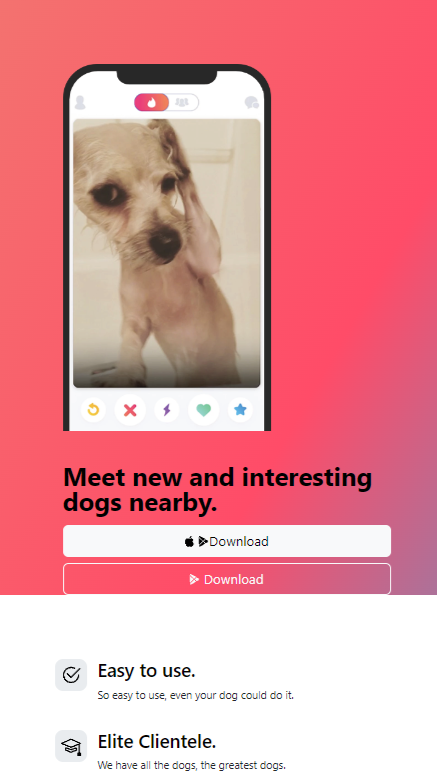 Meet new and interesting
dogs nearby.
Download
Download
Easy to use.
So easy to use, even your dog could do it.
Elite Clientele.
We have all the dogs, the greatest dogs.